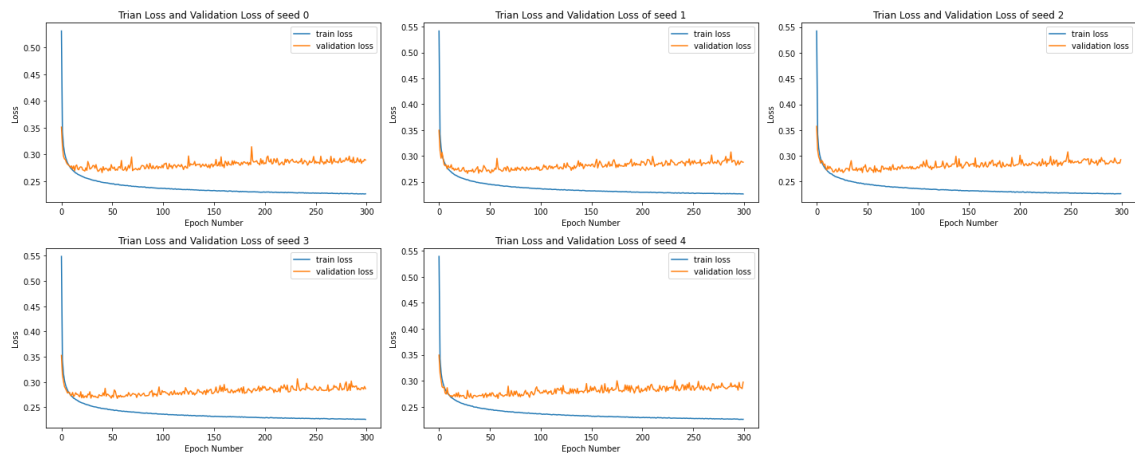 Trian Loss and Validation Loss of seed 0
train loss
validation loss
0.50
0.45
0.40
0.35
0.30
0.25
Loss
0 50 100 150 200 250 300
Epoch Number
Trian Loss and Validation Loss of seed 1
train loss
validation loss
0.55
0.50
0.45
0.40
0.35
0.30
0.25
Loss
0 50 100 150 200 250 300
Epoch Number
Trian Loss and Validation Loss of seed 2
train loss
validation loss
0.55
0.50
0.45
0.40
0.35
0.30
0.25
Loss
0 50 100 150 200 250 300
Epoch Number
Trian Loss and Validation Loss of seed 3
train loss
validation loss
0.55
0.50
0.45
0.40
0.35
0.30
0.25
Loss
0 50 100 150 200 250 300
Epoch Number
Trian Loss and Validation Loss of seed 4
train loss
validation loss
0.55
0.50
0.45
0.40
0.35
0.30
0.25
Loss
0 50 100 150 200 250 300
Epoch Number